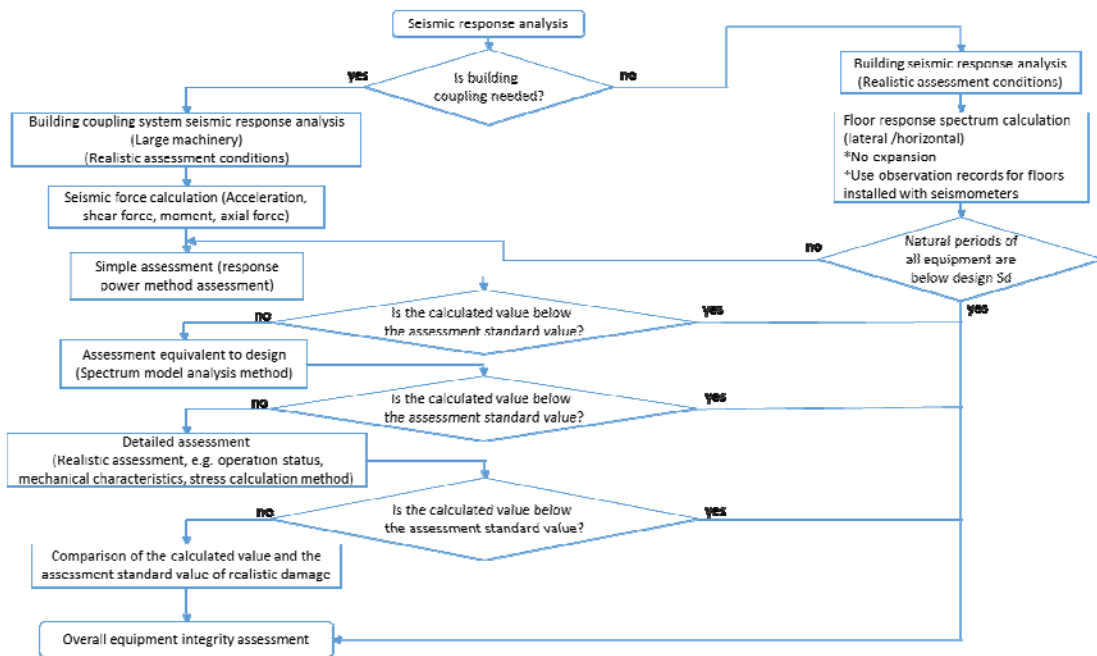 Seismic response analysis
yes
Is building
coupling needed?
no
Building seismic response analysis
(Realistic assessment conditions)
Building coupling system seismic response analysis
(Large machinery)
(Realistic assessment conditions)
Floor response spectrum calculation
(lateral /horizontal)
*No expansion
*Use observation records for floors
installed with seismometers
Seismic force calculation (Acceleration,
shear force, moment, axial force)
no
Natural periods of
all equipment are
below design Sd
yes
Simple assessment (response
power method assessment)
no
Is the calculated value below
the assessment standard value?
yes
Assessment equivalent to design
(Spectrum model analysis method)
no
Is the calculated value below
the assessment standard value?
yes
Detailed assessment
(Realistic assessment, e.g. operation status,
mechanical characteristics, stress calculation method)
no
Is the calculated value below
the assessment standard value?
yes
Comparison of the calculated value and the
assessment standard value of realistic damage
Overall equipment integrity assessment